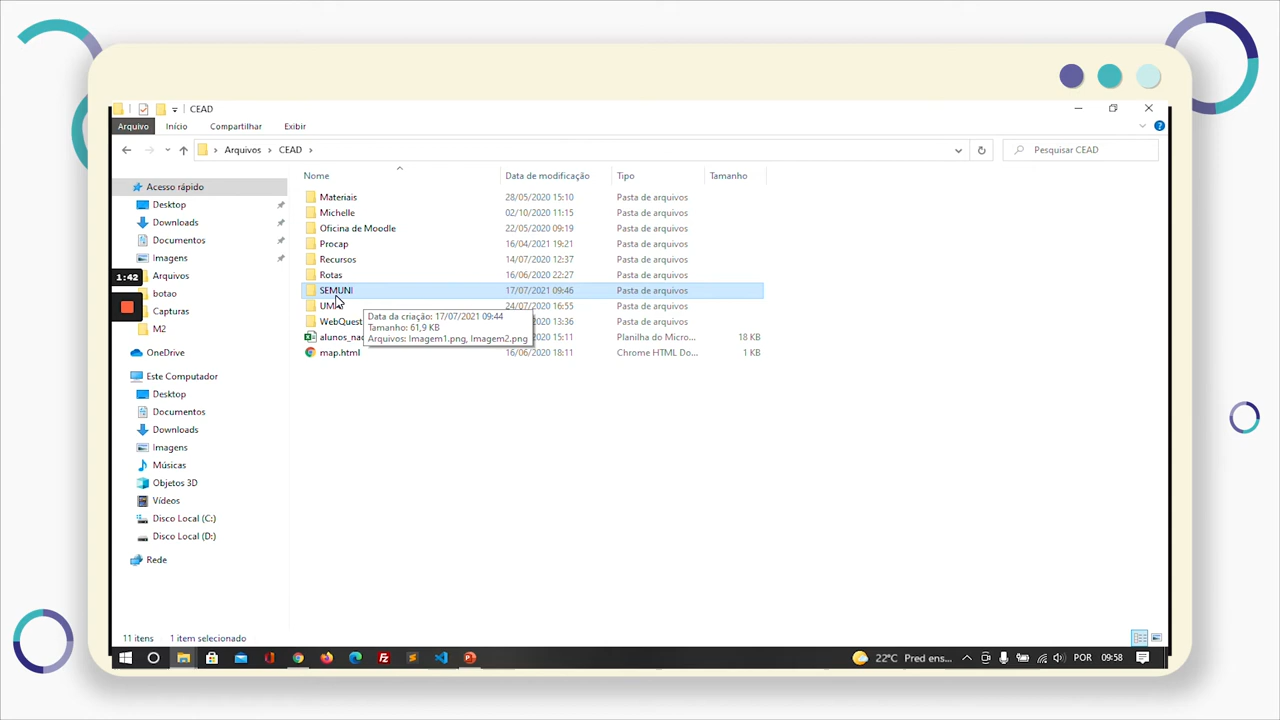 CEAD
Arquivo Início Compartilhar Exibir
Arquivos > CEAD > Pesquisar CEAD
Nome Data de modificação Tipo Tamanho
Acesso rápido
Desktop
Downloads
Documentos
Imagens
Arquivos
botao
Capturas
M2
OneDrive
Este Computador
Desktop
Documentos
Downloads
Imagens
Músicas
Objetos 3D
Vídeos
Disco Local (C:)
Disco Local (D:)
Rede
1:42
Materiais 28/05/2020 15:10 Pasta de arquivos
Michelle 02/10/2020 11:15 Pasta de arquivos
Oficina de Moodle 22/05/2020 09:19 Pasta de arquivos
Procap 16/04/2021 19:21 Pasta de arquivos
Recursos 14/07/2020 12:37 Pasta de arquivos
Rotas 16/06/2020 22:27 Pasta de arquivos
SEMUNI 17/07/2021 09:46 Pasta de arquivos
24/07/2020 16:55 Pasta de arquivos
WebQuest 13:36 Pasta de arquivos
15:11 Planilha do Micro... 18 KB
map.html 16/06/2020 18:11 Chrome HTML Do... 1 KB
Data da criação: 17/07/2021 09:44
Tamanho: 61,9 KB
Arquivos: Imagem1.png, Imagem2.png
11 itens 1 item selecionado
22°C Pred ens... POR 09:58